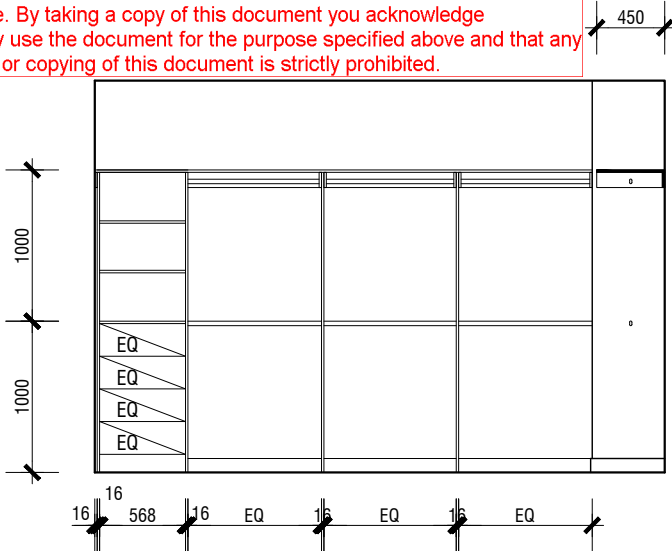 e. By taking a copy of this document you acknowledge
y use the document for the purpose specified above and that any
or copying of this document is strictly prohibited.
450
1000
1000
EQ
EQ
EQ
EQ
16
16 568 16 EQ 16 EQ 16 EQ